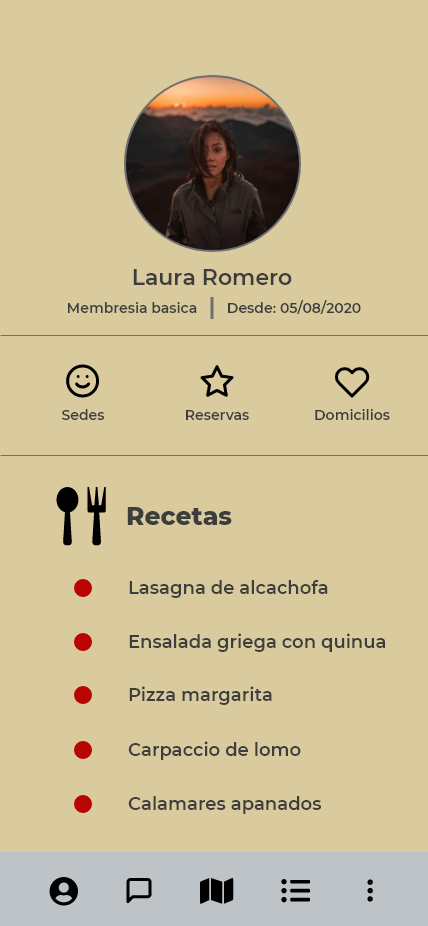 Laura Romero
Membresia basica | Desde: 05/08/2020
Sedes Reservas Domicilios
Recetas
Lasagna de alcachofa
Ensalada griega con quinua
Pizza margarita
Carpaccio de lomo
Calamares apanados